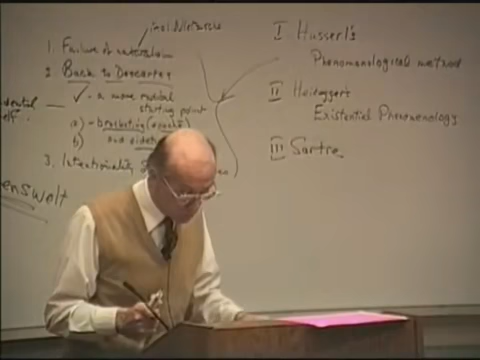 incl. Nietzsche
1. Failure of naturalism
2. Back to Descartes
✓ - a more radical
starting point
a) - bracketing (epoché)
b) and eidetic
3. Intentionality
I Husserl's
Phenomenological method
II Heidegger's
Existential Phenomenology
III Sartre